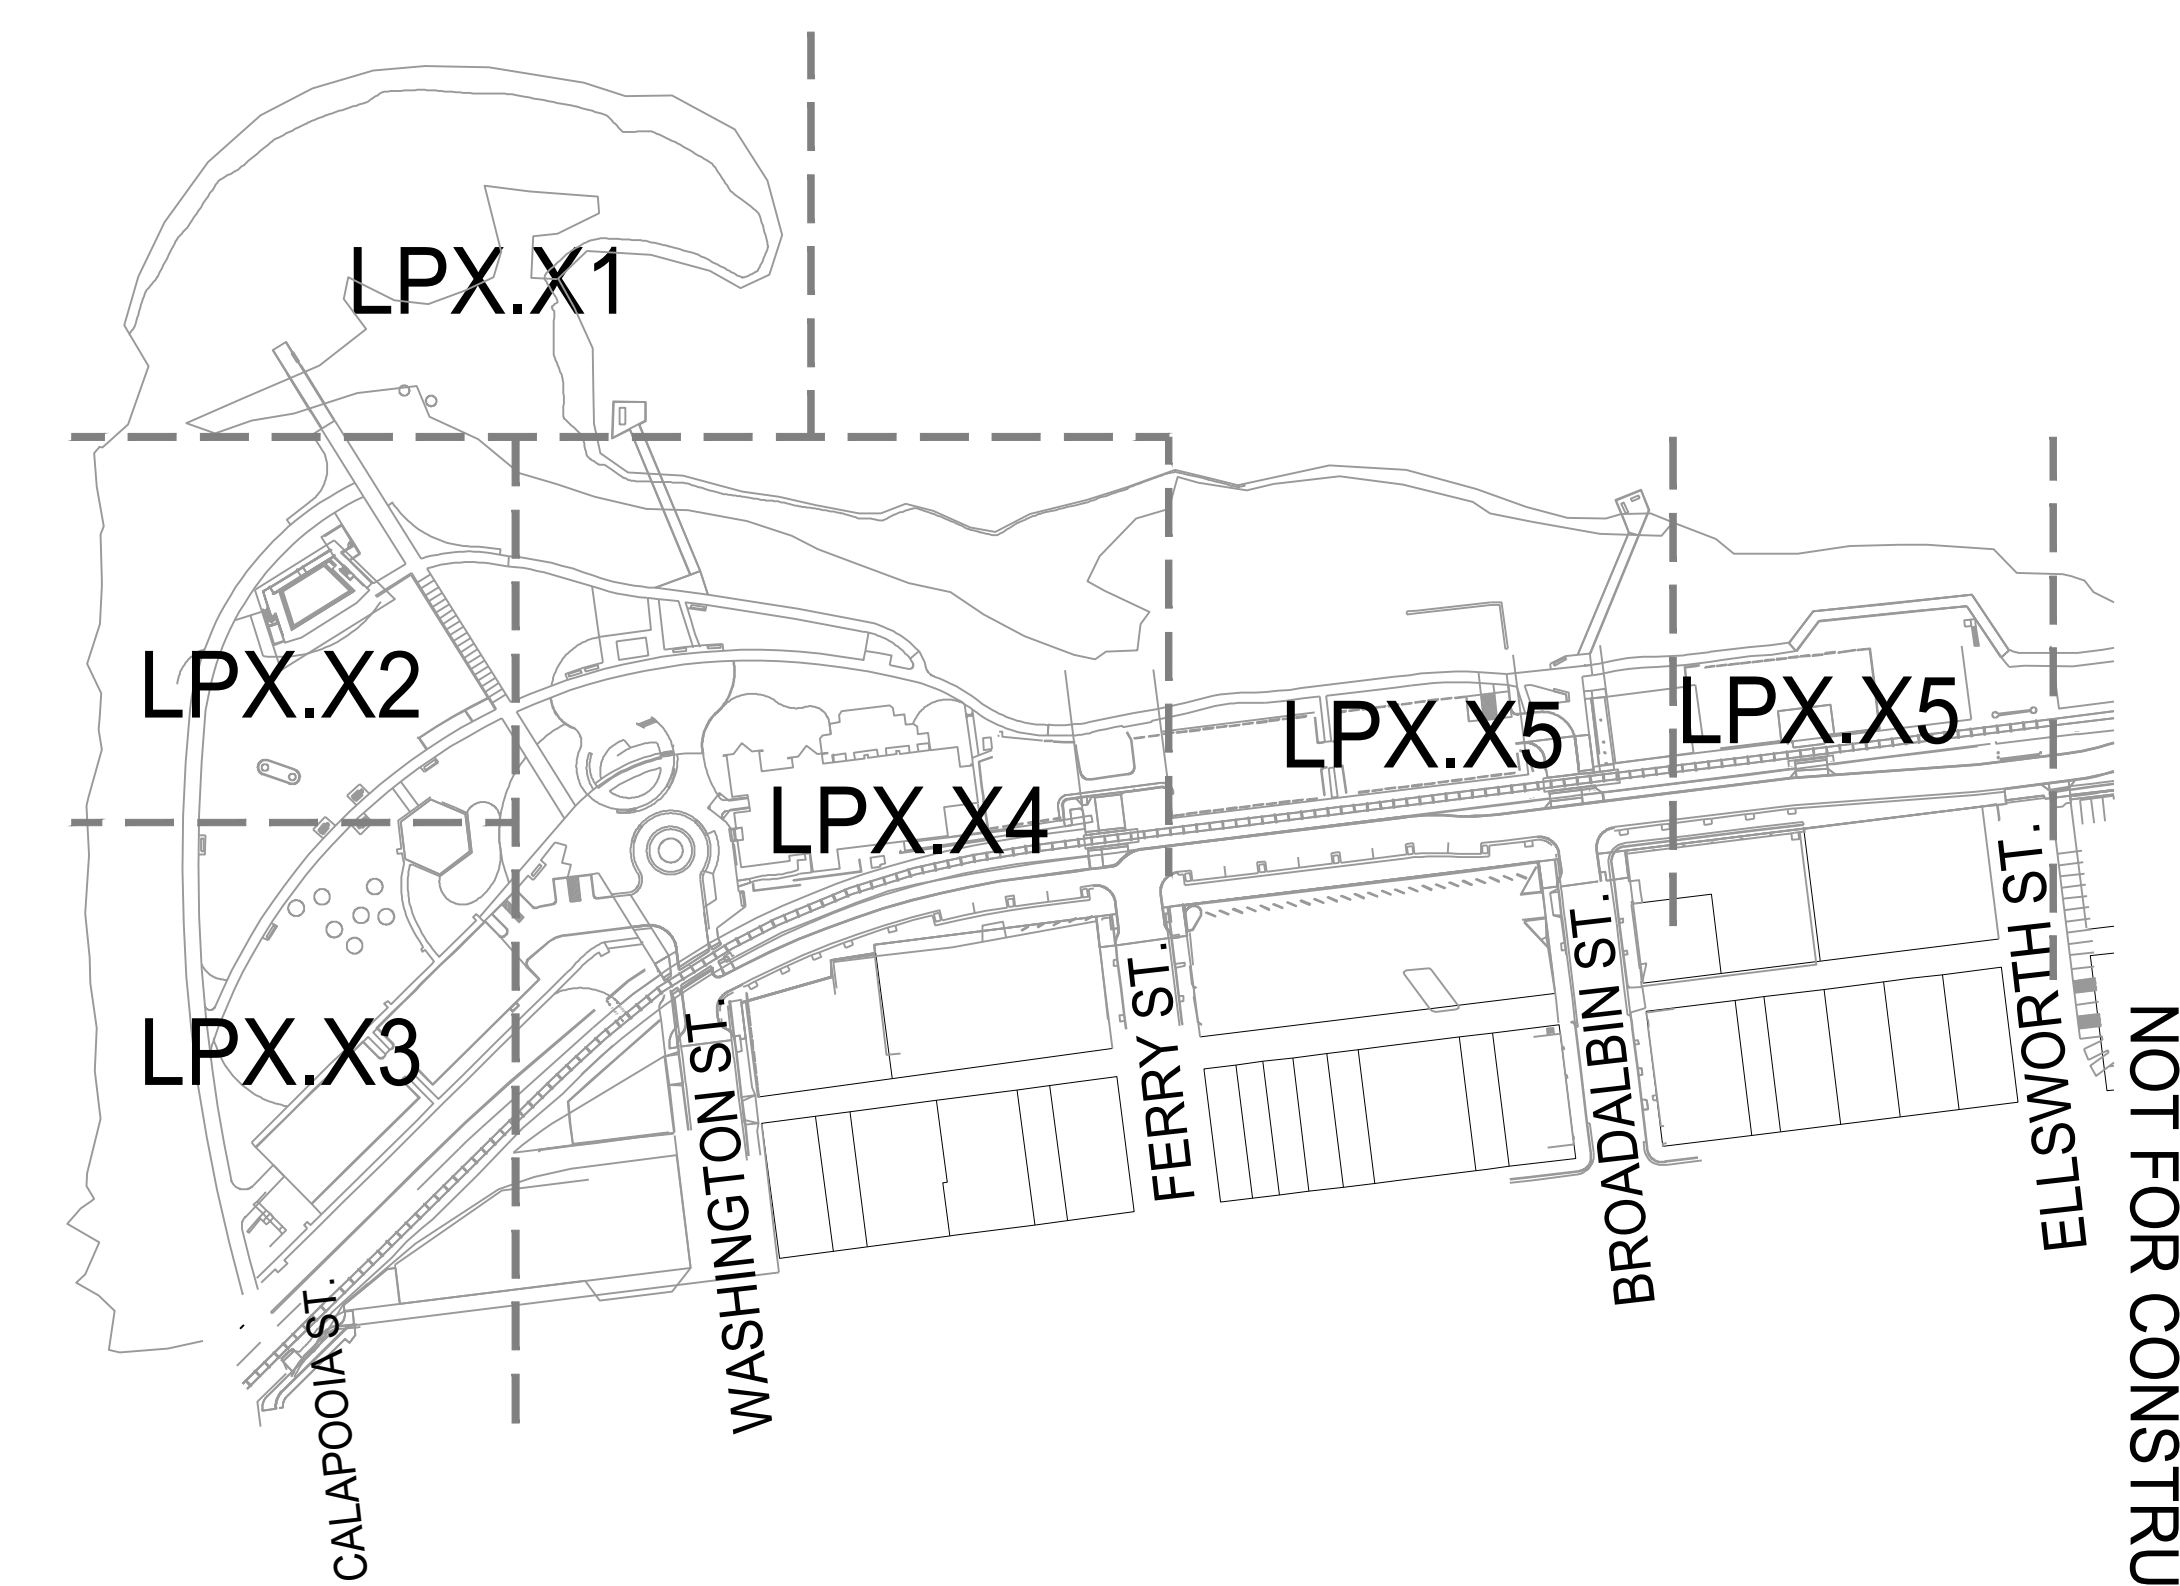 LPX.X1
LPX.X2
LPX.X5
LPX.X5
LPX.X4
LPX.X3
CALAPOOIA ST.
WASHINGTON ST.
FERRY ST.
BROADALBIN ST.
ELLSWORTH ST.
NOT FOR CONSTRU